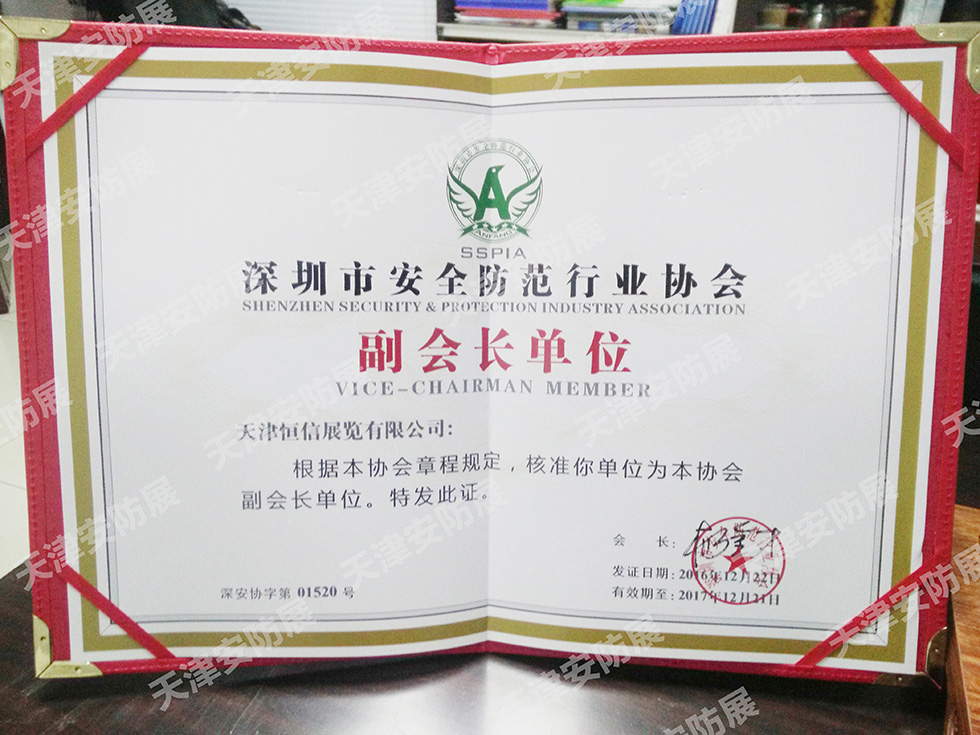 A
ANFANG
SSPIA
深圳市安全防范行业协会
SHENZHEN SECURITY & PROTECTION INDUSTRY ASSOCIATION
副会长单位
VICE-CHAIRMAN MEMBER
天津恒信展览有限公司:
根据本协会章程规定，核准你单位为本协会
副会长单位。特发此证。
会 长:
发证日期: 2016年12月22日
深安协字第 01520 号
有效期至: 2017年12月21日
天津安防展